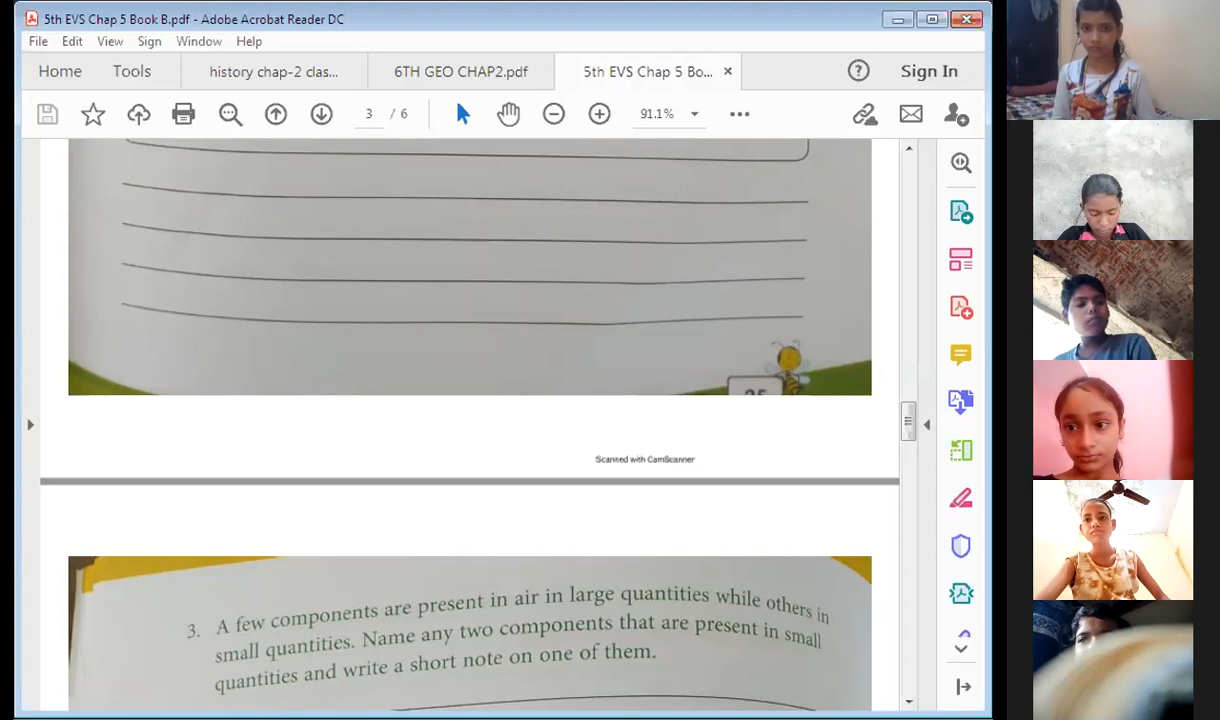 5th EVS Chap 5 Book B.pdf - Adobe Acrobat Reader DC
File Edit View Sign Window Help
Home Tools history chap-2 clas... 6TH GEO CHAP2.pdf 5th EVS Chap 5 Bo... × ? Sign In
3 / 6 91.1%
Scanned with CamScanner
3. A few components are present in air in large quantities while others in
small quantities. Name any two components that are present in small
quantities and write a short note on one of them.